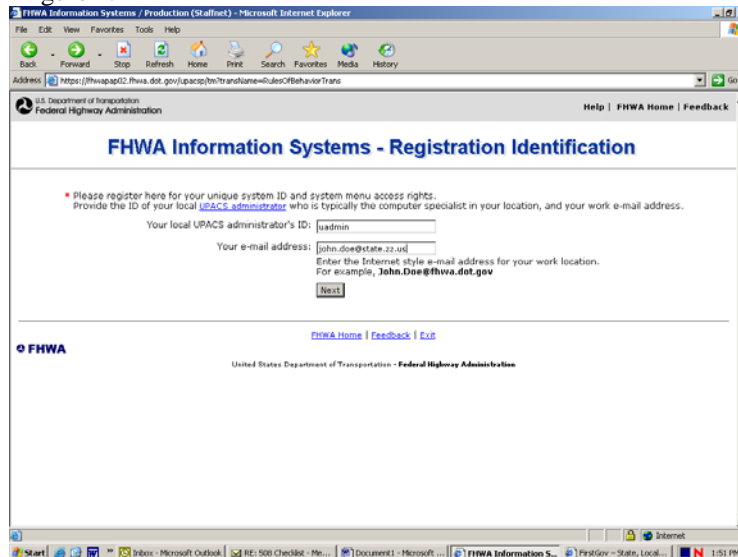 FHWA Information Systems / Production (Staffnet) - Microsoft Internet Explorer
File Edit View Favorites Tools Help
Back Forward Stop Refresh Home Print Search Favorites Media History
Address https://fhwapap02.fhwa.dot.gov/upacsp/tm?transName=RulesOfBehaviorTrans Go
U.S. Department of Transportation
Federal Highway Administration
Help | FHWA Home | Feedback
FHWA Information Systems - Registration Identification
* Please register here for your unique system ID and system menu access rights.
Provide the ID of your local UPACS administrator who is typically the computer specialist in your location, and your work e-mail address.
Your local UPACS administrator's ID: uadmin
Your e-mail address: john.doe@state.zz.us
Enter the Internet style e-mail address for your work location.
For example, John.Doe@fhwa.dot.gov
Next
FHWA Home | Feedback | Exit
FHWA
United States Department of Transportation - Federal Highway Administration
Internet
Start Inbox - Microsoft Outlook RE: 508 Checklist - Me... Document1 - Microsoft ... FHWA Information S... FirstGov - State, Local... 1:51 PM